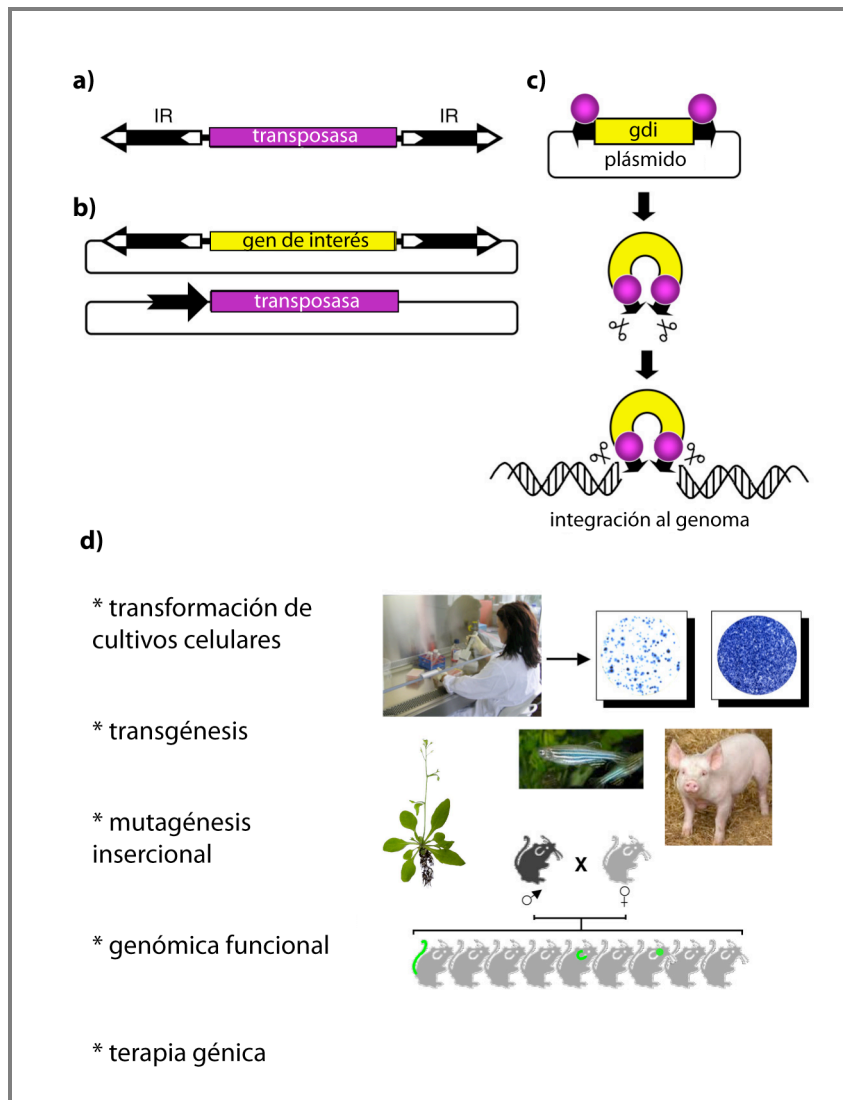 a)
IR
transposasa
IR
b)
gen de interés
transposasa
c)
gdi
plásmido
integración al genoma
d)
* transformación de
cultivos celulares
* transgénesis
* mutagénesis
insercional
X
♂
♀
* genómica funcional
* terapia génica